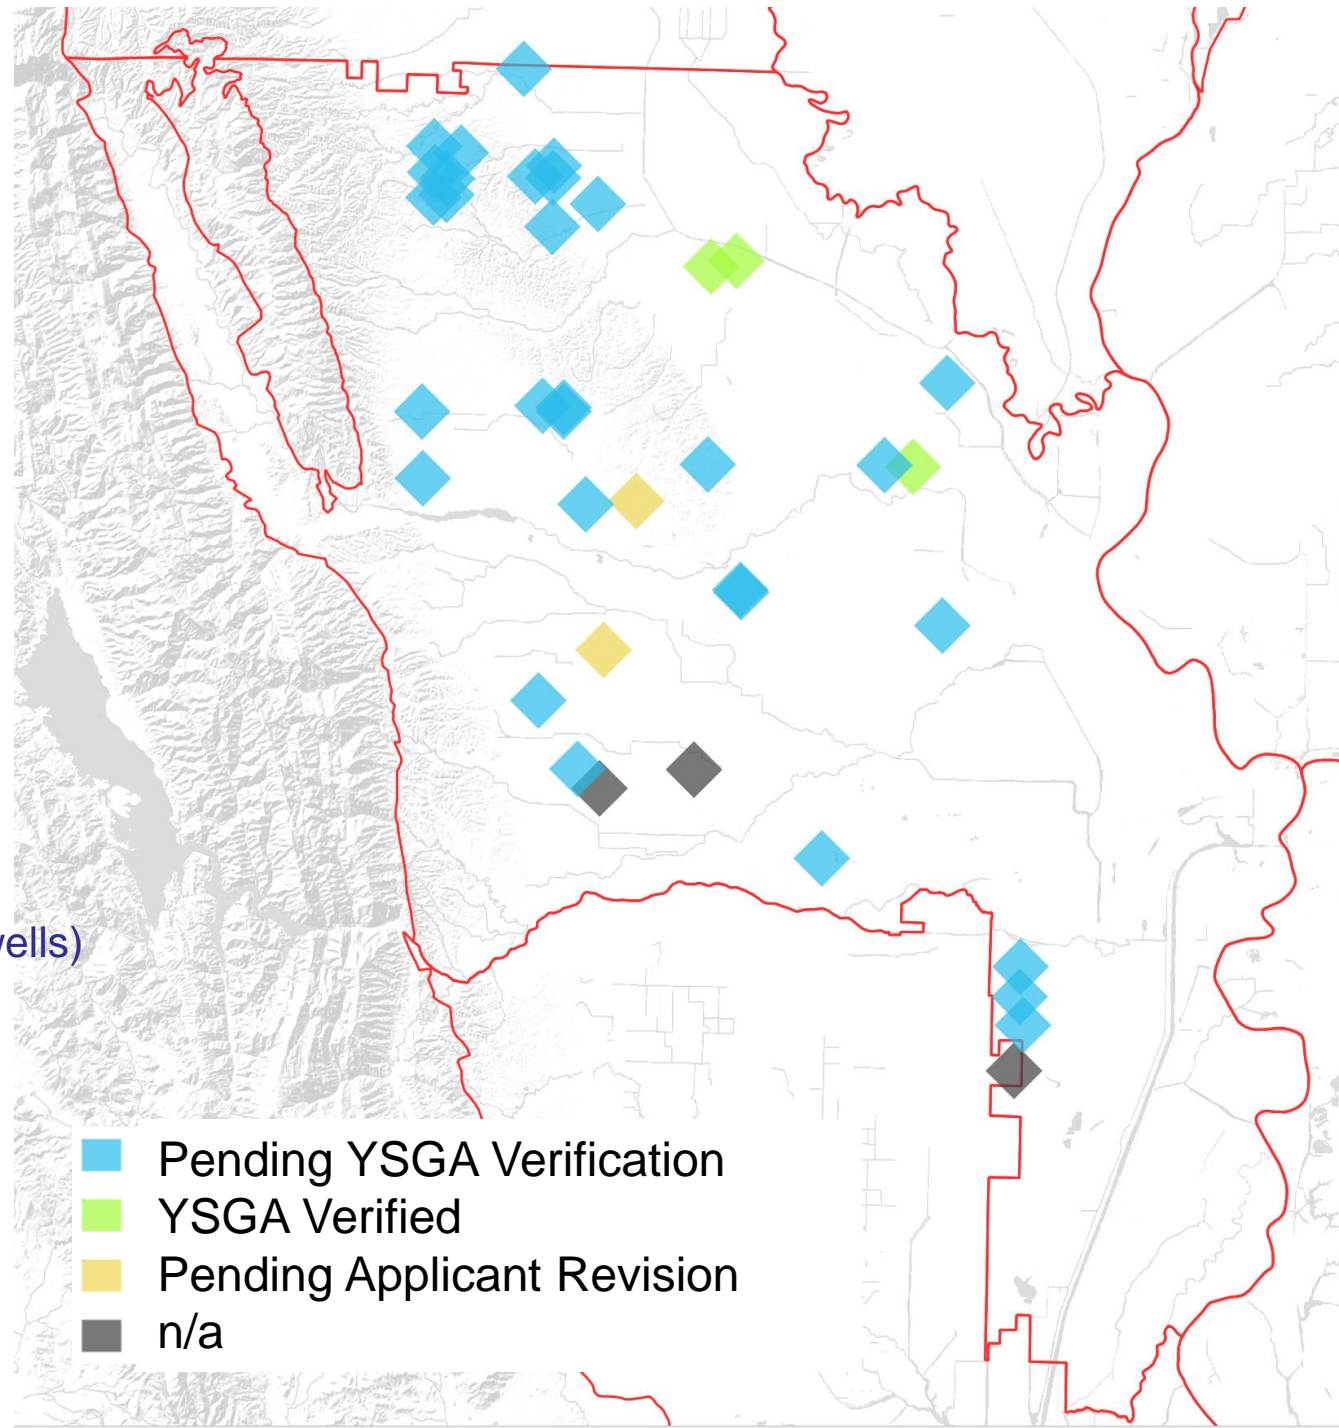 ells)
Pending YSGA Verification
YSGA Verified
Pending Applicant Revision
n/a